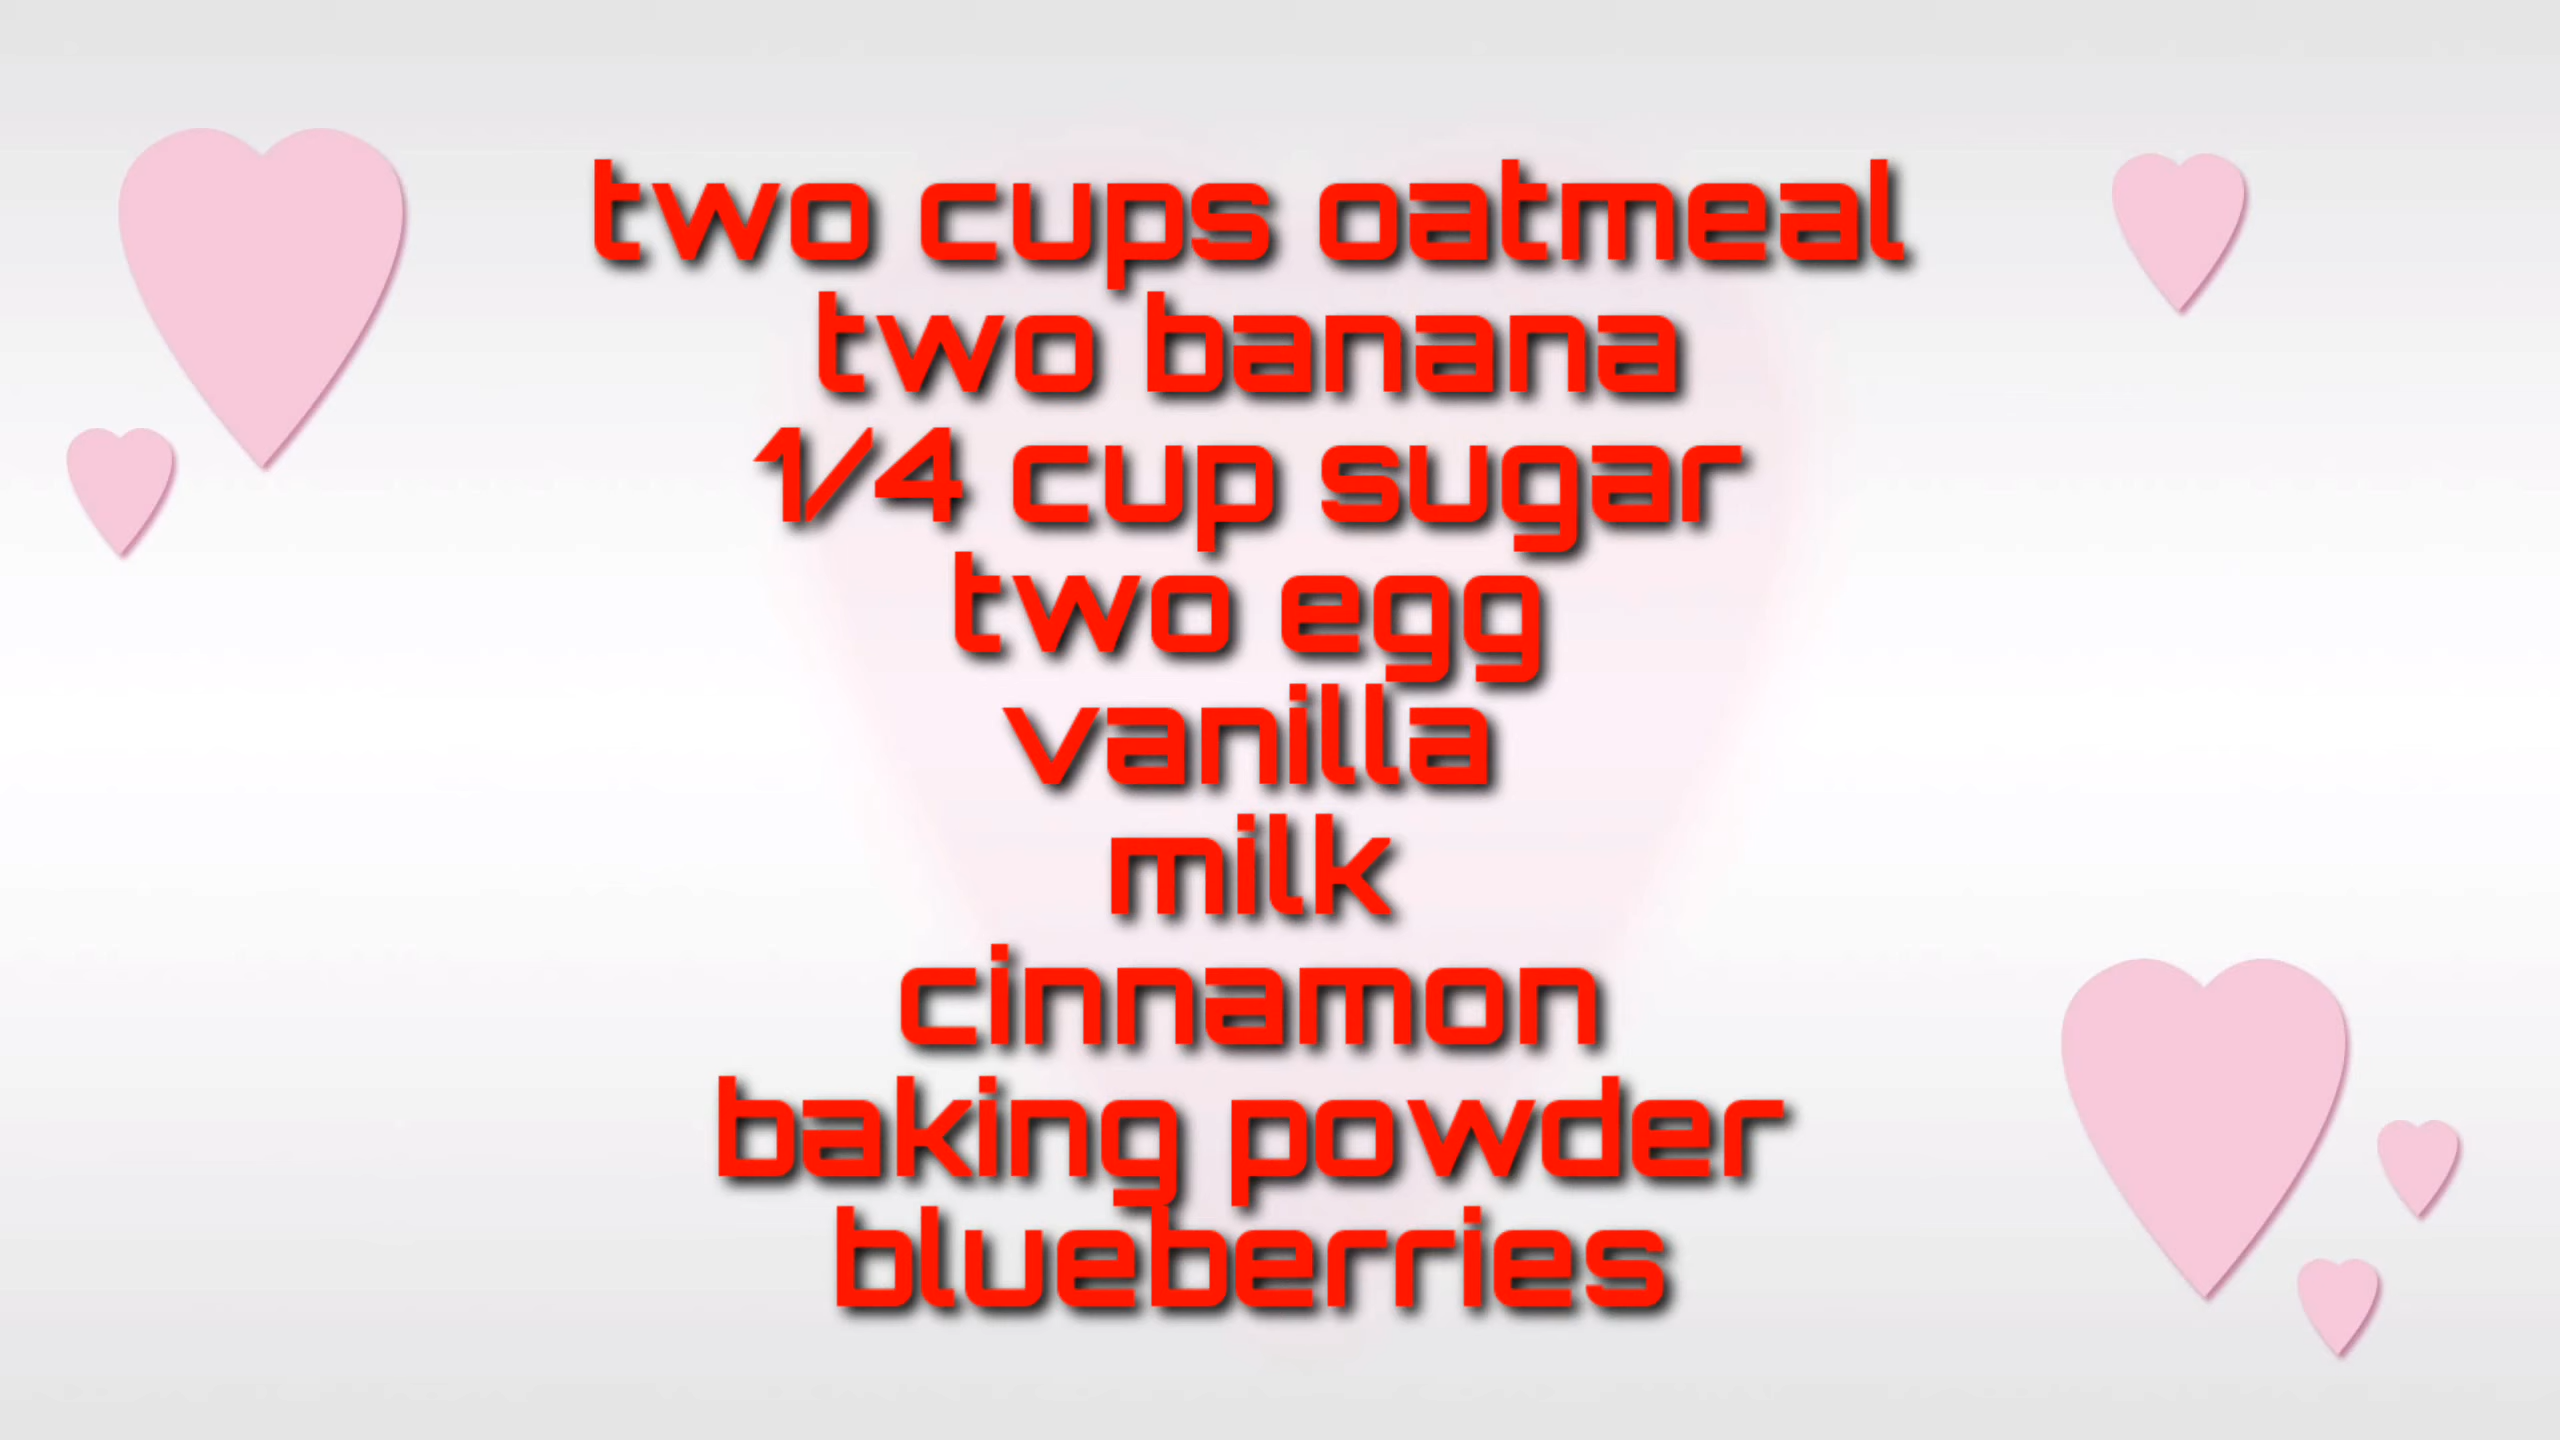 two cups oatmeal
two banana
1/4 cup sugar
two egg
vanilla
milk
cinnamon
baking powder
blueberries